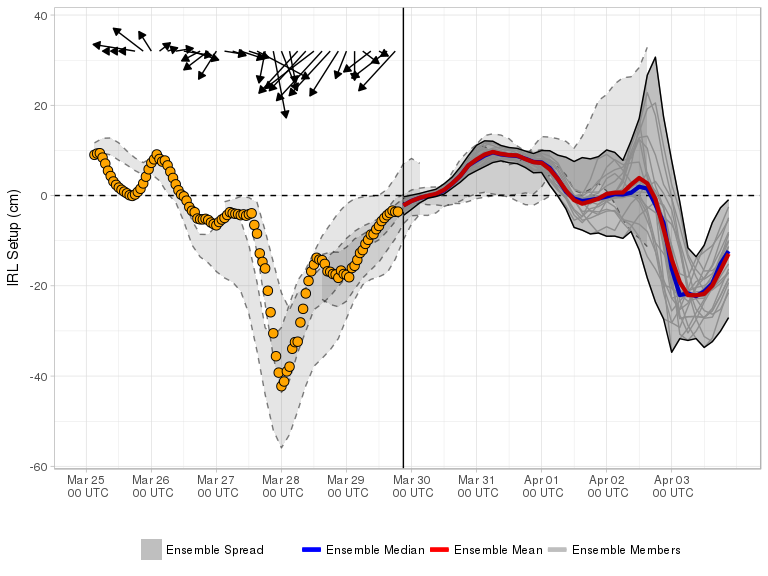 40
20
0
-20
-40
-60
IRL Setup (cm)
Mar 25 Mar 26 Mar 27 Mar 28 Mar 29 Mar 30 Mar 31 Apr 01 Apr 02 Apr 03
00 UTC 00 UTC 00 UTC 00 UTC 00 UTC 00 UTC 00 UTC 00 UTC 00 UTC 00 UTC
Ensemble Spread Ensemble Median Ensemble Mean Ensemble Members